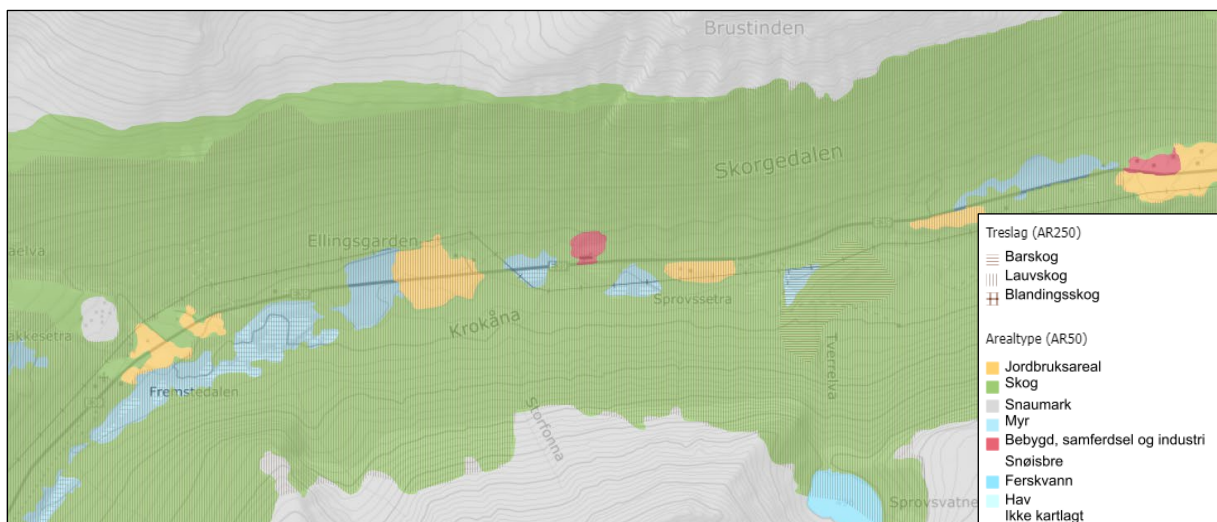 Brustinden
Skorgedalen
Ellingsgarden
Krokåna
Sprovssetra
Tverrelva
Fremstedalen
Storfonna
Sprovsvatne
aelva
akkesetra
Treslag (AR250)
Barskog
Lauvskog
Blandingsskog
Arealtype (AR50)
Jordbruksareal
Skog
Snaumark
Myr
Bebygd, samferdsel og industri
Snøisbre
Ferskvann
Hav
Ikke kartlagt